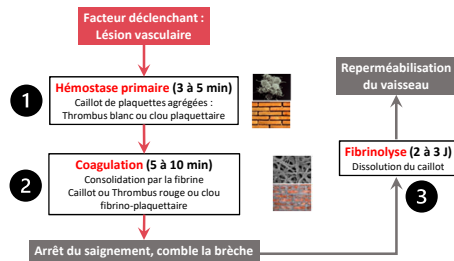 Facteur déclenchant :
Lésion vasculaire
1
Hémostase primaire (3 à 5 min)
Caillot de plaquettes agrégées :
Thrombus blanc ou clou plaquettaire
2
Coagulation (5 à 10 min)
Consolidation par la fibrine
Caillot ou Thrombus rouge ou clou
fibrino-plaquettaire
Arrêt du saignement, comble la brèche
Reperméabilisation
du vaisseau
Fibrinolyse (2 à 3 J)
Dissolution du caillot
3